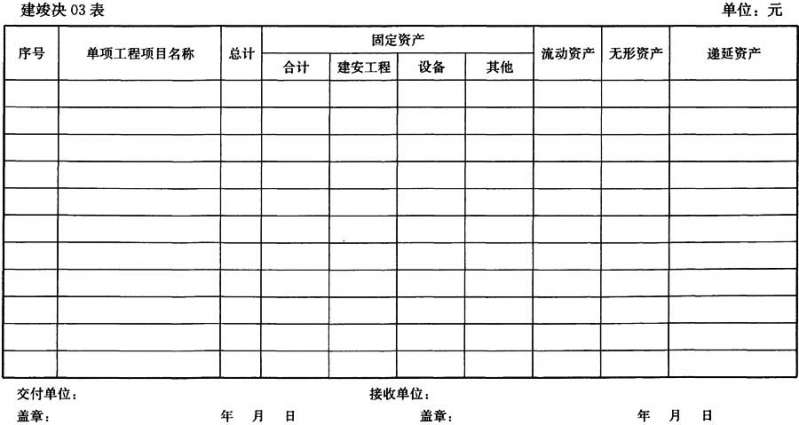 建竣决 03 表 单位：元
序号 单项工程项目名称 总计 固定资产 流动资产 无形资产 递延资产
合计 建安工程 设备 其他
交付单位： 接收单位：
盖章： 年 月 日 盖章： 年 月 日